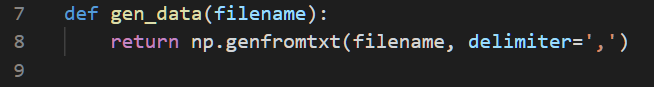 7 def gen_data(filename):
8     return np.genfromtxt(filename, delimiter=',')
9